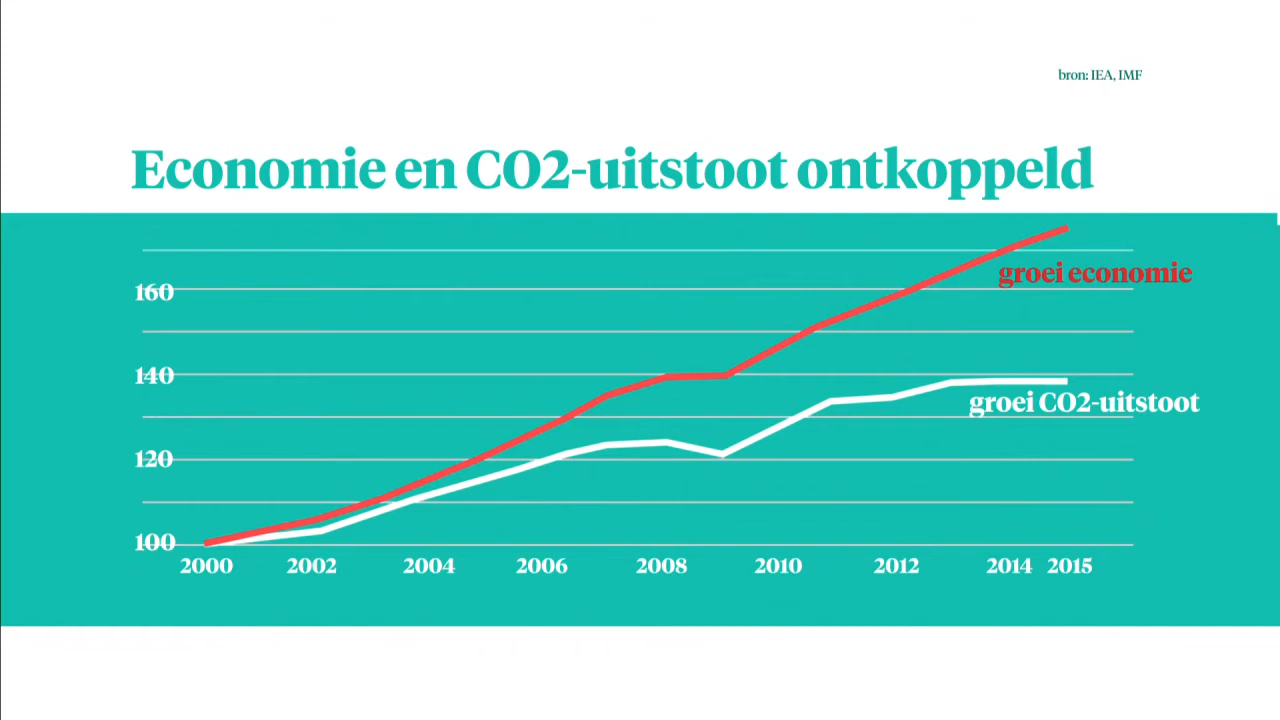 bron: IEA, IMF
Economie en CO2-uitstoot ontkoppeld
groei economie
160
140
groei CO2-uitstoot
120
100
2000 2002 2004 2006 2008 2010 2012 2014 2015